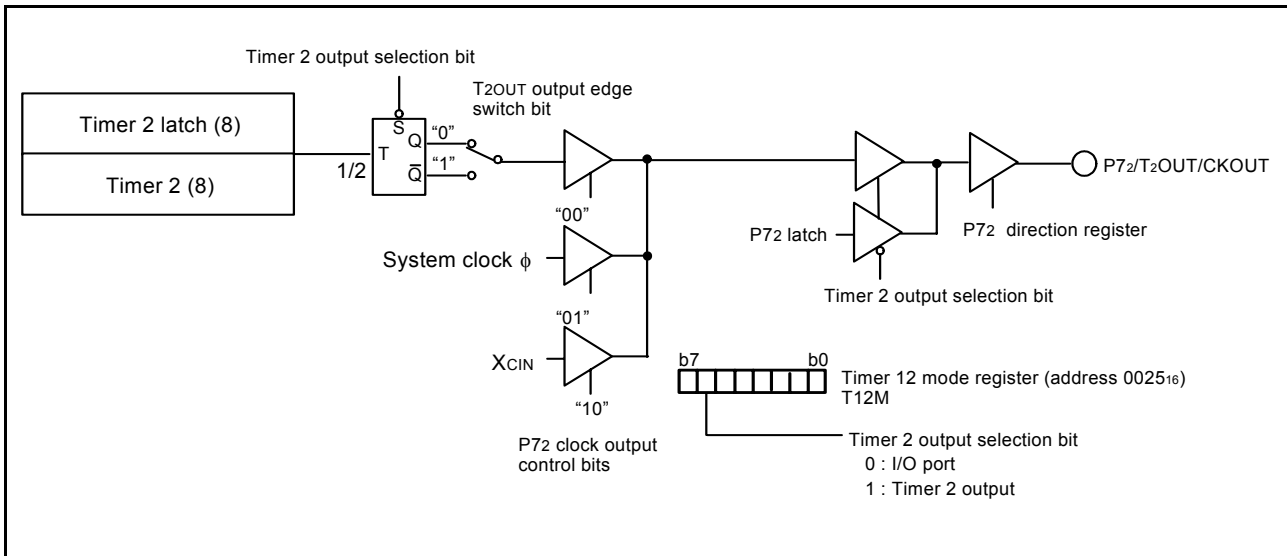 Timer 2 output selection bit
T2OUT output edge
switch bit
Timer 2 latch (8)
Timer 2 (8)
S
T
Q
Q̅
"0"
"1"
1/2
"00"
System clock ϕ
"01"
XCIN
"10"
P72 clock output
control bits
P72 latch
Timer 2 output selection bit
P72 direction register
P72/T2OUT/CKOUT
b7 b0
Timer 12 mode register (address 002516)
T12M
Timer 2 output selection bit
0 : I/O port
1 : Timer 2 output